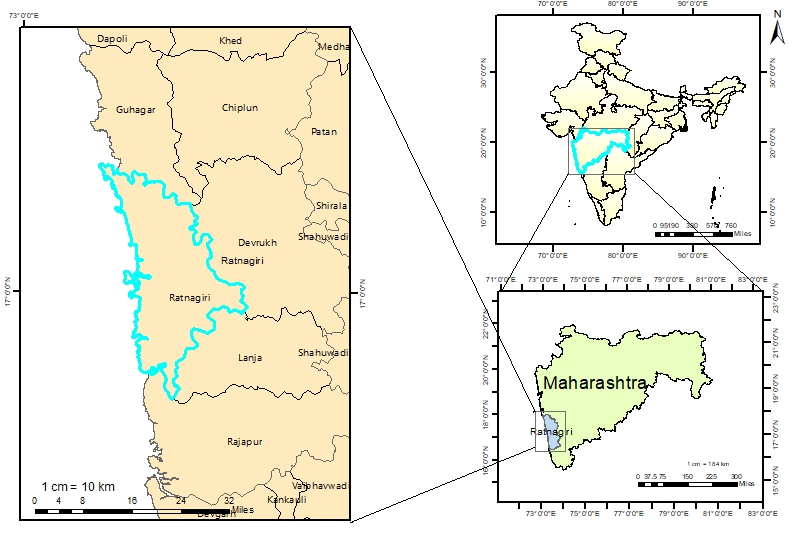 73°0'0"E
Dapoli
Khed
Medha
Guhagar
Chiplun
Patan
Shirala
Devrukh
Shahuwadi
Ratnagiri
17°0'0"N
Ratnagiri
17°0'0"N
Lanja
Shahuwadi
Rajapur
Vaibhavwadi
Kankauli
Devgarh
1 cm = 10 km
0 4 8 16 24 32
Miles
70°0'0"E 80°0'0"E 90°0'0"E
N
30°0'0"N
30°0'0"N
20°0'0"N
20°0'0"N
10°0'0"N
10°0'0"N
0 95190 380 570 760
Miles
70°0'0"E 80°0'0"E 90°0'0"E
71°0'0"E 73°0'0"E 75°0'0"E 77°0'0"E 79°0'0"E 81°0'0"E 83°0'0"E
22°0'0"N
20°0'0"N
18°0'0"N
16°0'0"N
23°0'0"N
21°0'0"N
19°0'0"N
17°0'0"N
15°0'0"N
Maharashtra
Ratnagiri
1 cm = 184 km
0 37.5 75 150 225 300
Miles
73°0'0"E 75°0'0"E 77°0'0"E 79°0'0"E 81°0'0"E 83°0'0"E